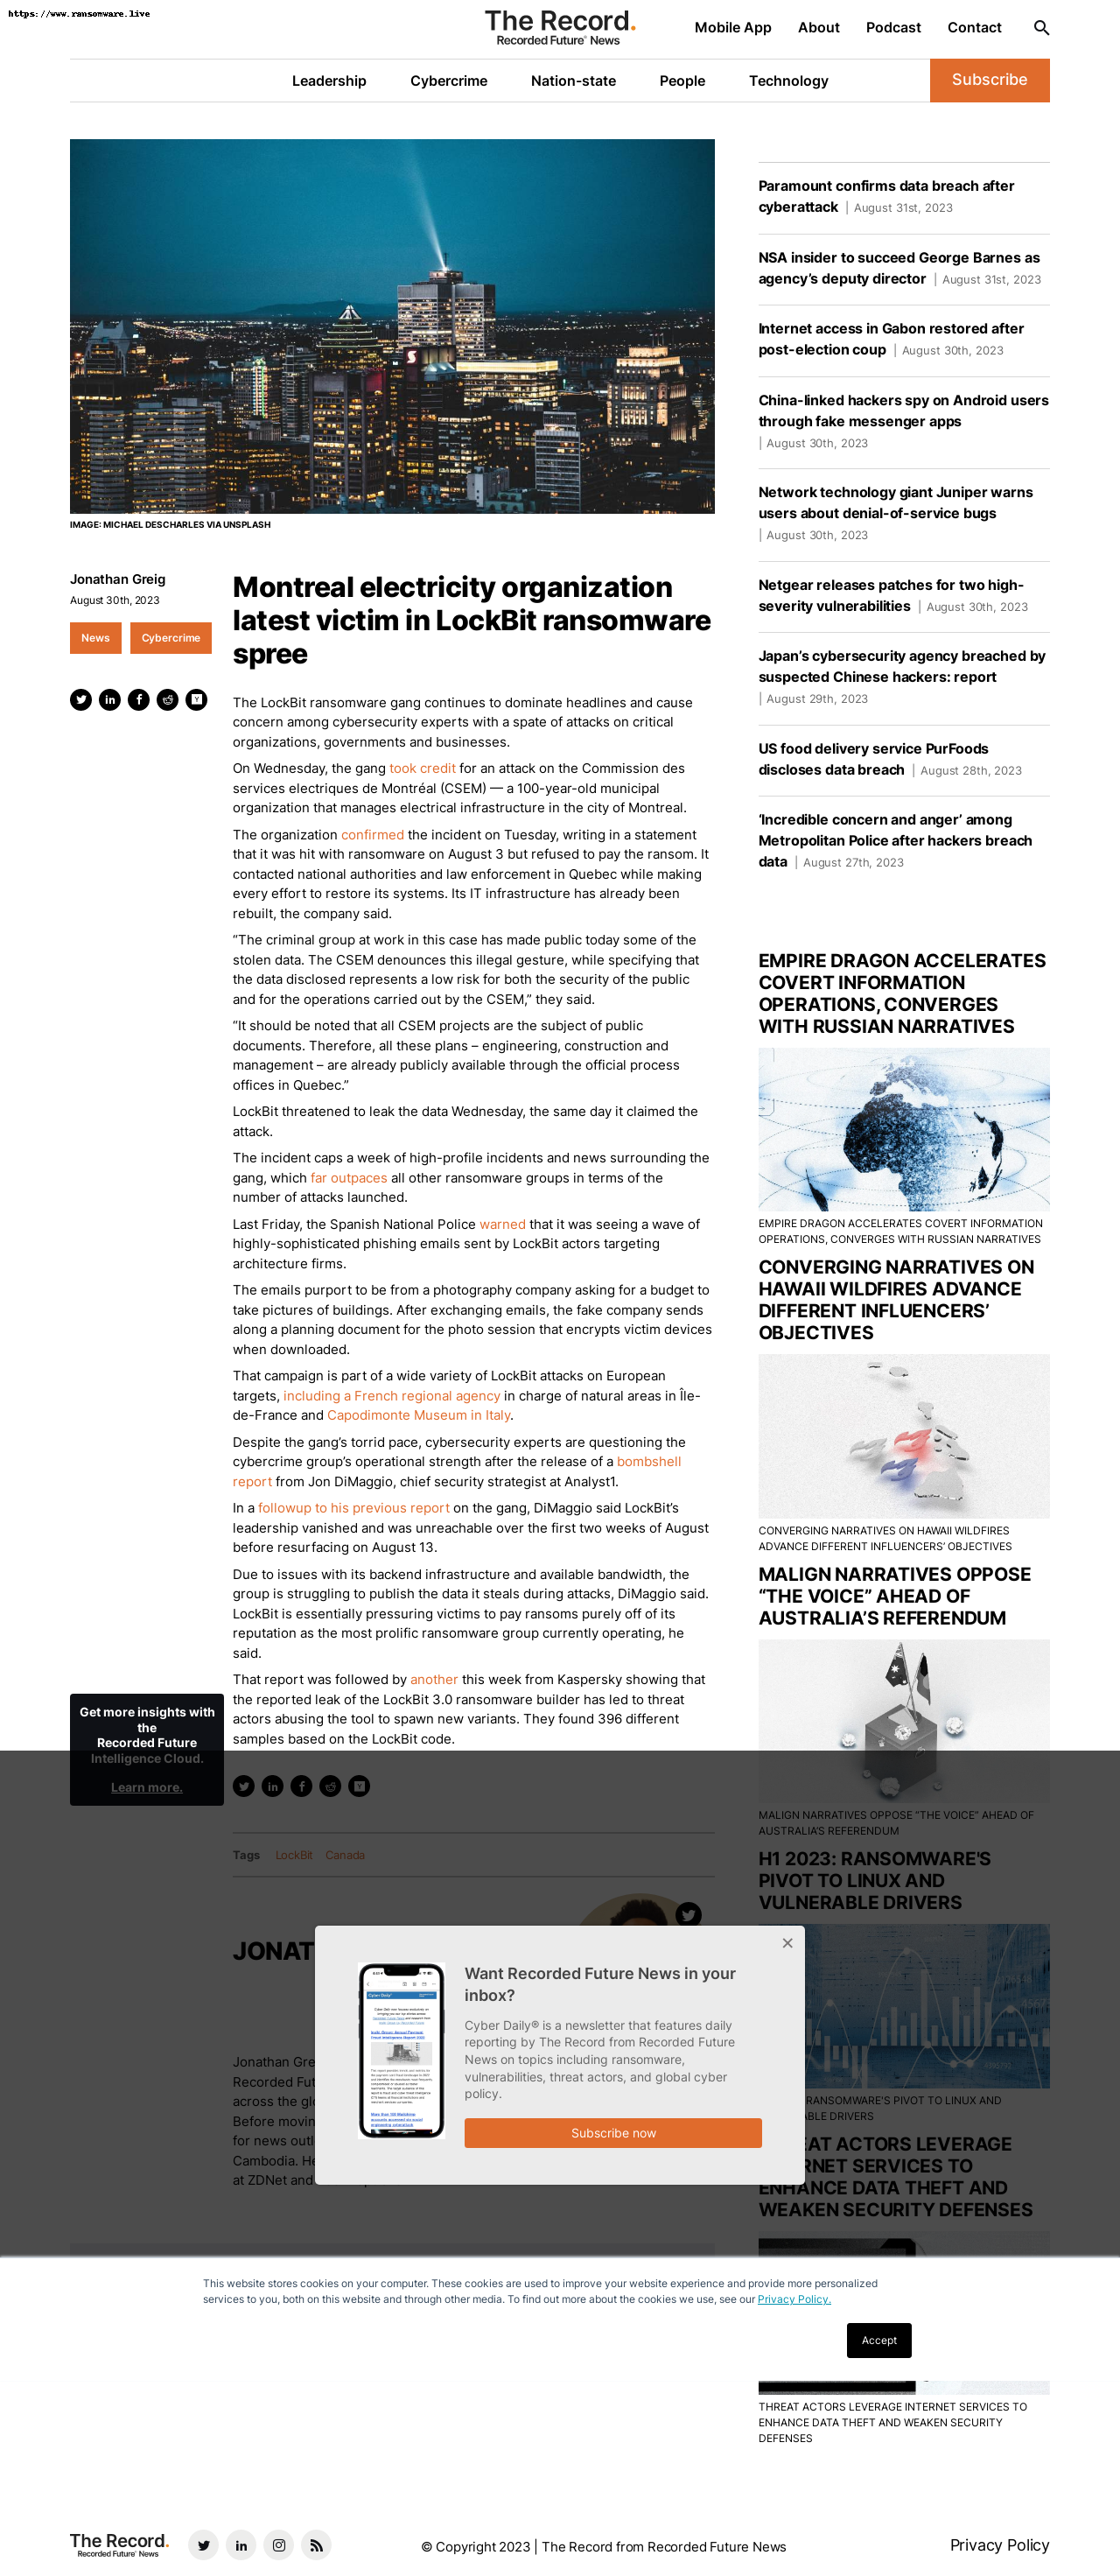 https://www.ransomware.live
The Record.
Recorded Future® News
Mobile App
About
Podcast
Contact
Leadership
Cybercrime
Nation-state
People
Technology
Subscribe
IMAGE: MICHAEL DESCHARLES VIA UNSPLASH
Jonathan Greig
August 30th, 2023
News
Cybercrime
Montreal electricity organization
latest victim in LockBit ransomware
spree
The LockBit ransomware gang continues to dominate headlines and cause
concern among cybersecurity experts with a spate of attacks on critical
organizations, governments and businesses.
On Wednesday, the gang took credit for an attack on the Commission des
services electriques de Montréal (CSEM) — a 100-year-old municipal
organization that manages electrical infrastructure in the city of Montreal.
The organization confirmed the incident on Tuesday, writing in a statement
that it was hit with ransomware on August 3 but refused to pay the ransom. It
contacted national authorities and law enforcement in Quebec while making
every effort to restore its systems. Its IT infrastructure has already been
rebuilt, the company said.
“The criminal group at work in this case has made public today some of the
stolen data. The CSEM denounces this illegal gesture, while specifying that
the data disclosed represents a low risk for both the security of the public
and for the operations carried out by the CSEM,” they said.
“It should be noted that all CSEM projects are the subject of public
documents. Therefore, all these plans – engineering, construction and
management – are already publicly available through the official process
offices in Quebec.”
LockBit threatened to leak the data Wednesday, the same day it claimed the
attack.
The incident caps a week of high-profile incidents and news surrounding the
gang, which far outpaces all other ransomware groups in terms of the
number of attacks launched.
Last Friday, the Spanish National Police warned that it was seeing a wave of
highly-sophisticated phishing emails sent by LockBit actors targeting
architecture firms.
The emails purport to be from a photography company asking for a budget to
take pictures of buildings. After exchanging emails, the fake company sends
along a planning document for the photo session that encrypts victim devices
when downloaded.
That campaign is part of a wide variety of LockBit attacks on European
targets, including a French regional agency in charge of natural areas in Île-
de-France and Capodimonte Museum in Italy.
Despite the gang’s torrid pace, cybersecurity experts are questioning the
cybercrime group’s operational strength after the release of a bombshell
report from Jon DiMaggio, chief security strategist at Analyst1.
In a followup to his previous report on the gang, DiMaggio said LockBit’s
leadership vanished and was unreachable over the first two weeks of August
before resurfacing on August 13.
Due to issues with its backend infrastructure and available bandwidth, the
group is struggling to publish the data it steals during attacks, DiMaggio said.
LockBit is essentially pressuring victims to pay ransoms purely off of its
reputation as the most prolific ransomware group currently operating, he
said.
That report was followed by another this week from Kaspersky showing that
the reported leak of the LockBit 3.0 ransomware builder has led to threat
actors abusing the tool to spawn new variants. They found 396 different
samples based on the LockBit code.
Get more insights with
the
Recorded Future
Intelligence Cloud.
Learn more.
Tags
LockBit
Canada
JONAT
Jonathan Gre
Recorded Fut
across the glo
Before movin
for news outl
Cambodia. He
at ZDNet and
Paramount confirms data breach after
cyberattack | August 31st, 2023
NSA insider to succeed George Barnes as
agency’s deputy director | August 31st, 2023
Internet access in Gabon restored after
post-election coup | August 30th, 2023
China-linked hackers spy on Android users
through fake messenger apps
| August 30th, 2023
Network technology giant Juniper warns
users about denial-of-service bugs
| August 30th, 2023
Netgear releases patches for two high-
severity vulnerabilities | August 30th, 2023
Japan’s cybersecurity agency breached by
suspected Chinese hackers: report
| August 29th, 2023
US food delivery service PurFoods
discloses data breach | August 28th, 2023
‘Incredible concern and anger’ among
Metropolitan Police after hackers breach
data | August 27th, 2023
EMPIRE DRAGON ACCELERATES
COVERT INFORMATION
OPERATIONS, CONVERGES
WITH RUSSIAN NARRATIVES
EMPIRE DRAGON ACCELERATES COVERT INFORMATION
OPERATIONS, CONVERGES WITH RUSSIAN NARRATIVES
CONVERGING NARRATIVES ON
HAWAII WILDFIRES ADVANCE
DIFFERENT INFLUENCERS’
OBJECTIVES
CONVERGING NARRATIVES ON HAWAII WILDFIRES
ADVANCE DIFFERENT INFLUENCERS’ OBJECTIVES
MALIGN NARRATIVES OPPOSE
“THE VOICE” AHEAD OF
AUSTRALIA’S REFERENDUM
MALIGN NARRATIVES OPPOSE “THE VOICE” AHEAD OF
AUSTRALIA’S REFERENDUM
H1 2023: RANSOMWARE'S
PIVOT TO LINUX AND
VULNERABLE DRIVERS
RANSOMWARE'S PIVOT TO LINUX AND
ABLE DRIVERS
EAT ACTORS LEVERAGE
RNET SERVICES TO
ENHANCE DATA THEFT AND
WEAKEN SECURITY DEFENSES
THREAT ACTORS LEVERAGE INTERNET SERVICES TO
ENHANCE DATA THEFT AND WEAKEN SECURITY
DEFENSES
Want Recorded Future News in your
inbox?
Cyber Daily® is a newsletter that features daily
reporting by The Record from Recorded Future
News on topics including ransomware,
vulnerabilities, threat actors, and global cyber
policy.
Subscribe now
This website stores cookies on your computer. These cookies are used to improve your website experience and provide more personalized
services to you, both on this website and through other media. To find out more about the cookies we use, see our Privacy Policy.
Accept
The Record.
Recorded Future® News
© Copyright 2023 | The Record from Recorded Future News
Privacy Policy